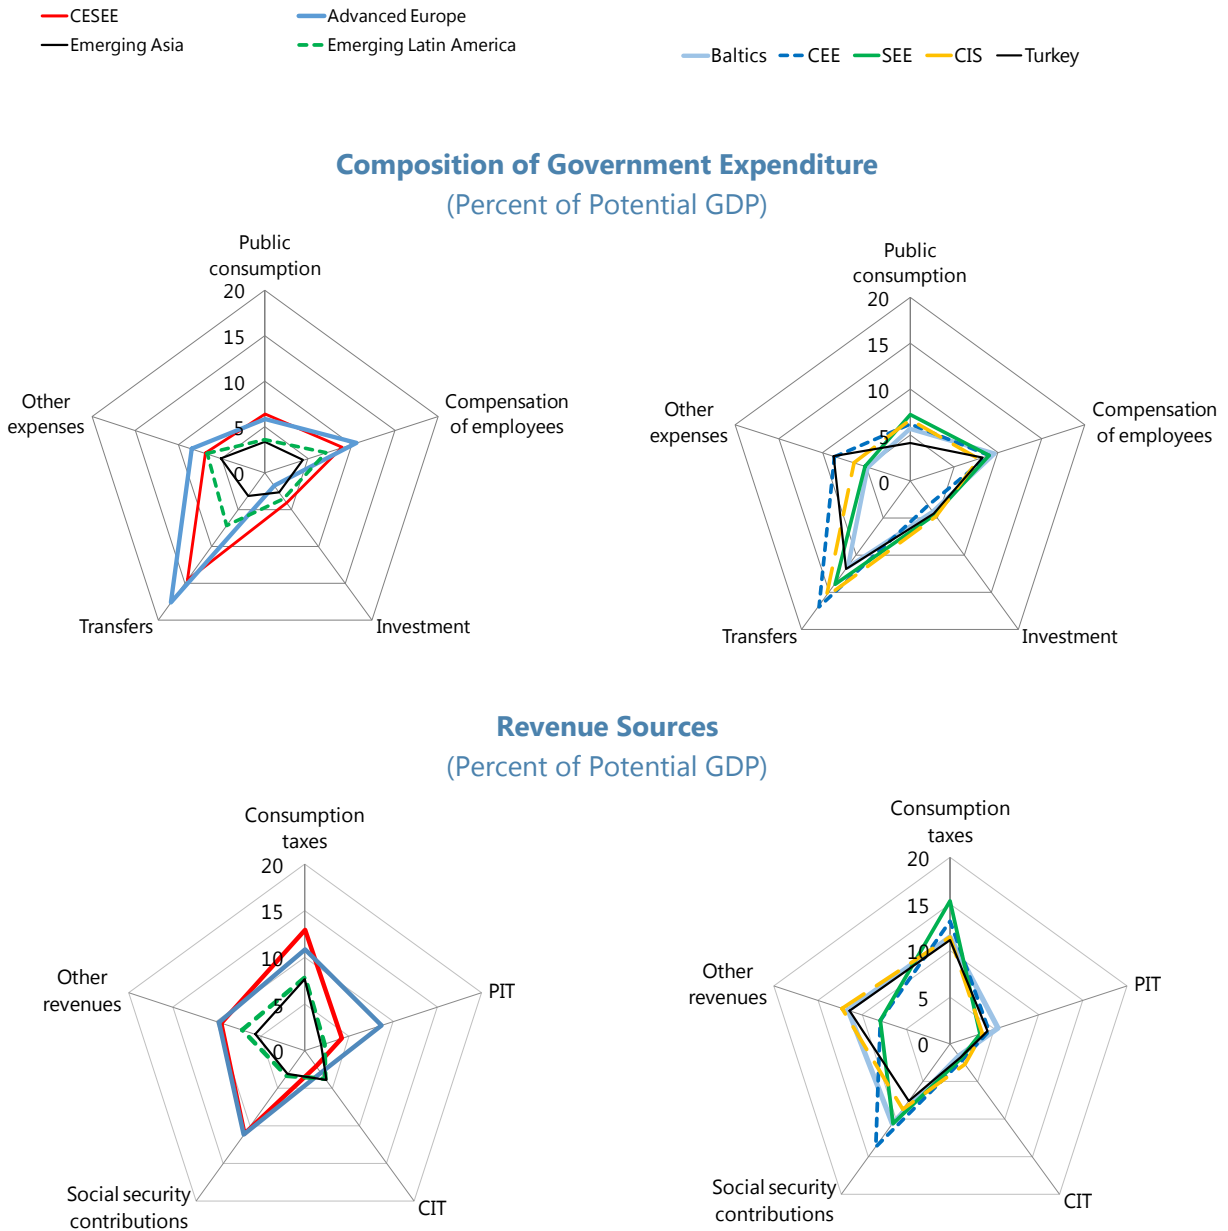 CESEE
Advanced Europe
Emerging Asia
Emerging Latin America
Baltics
CEE
SEE
CIS
Turkey
Composition of Government Expenditure
(Percent of Potential GDP)
Public
consumption
20
15
10
5
0
Compensation
of employees
Investment
Transfers
Other
expenses
Public
consumption
20
15
10
5
0
Compensation
of employees
Investment
Transfers
Other
expenses
Revenue Sources
(Percent of Potential GDP)
Consumption
taxes
20
15
10
5
0
PIT
CIT
Social security
contributions
Other
revenues
Consumption
taxes
20
15
10
5
0
PIT
CIT
Social security
contributions
Other
revenues